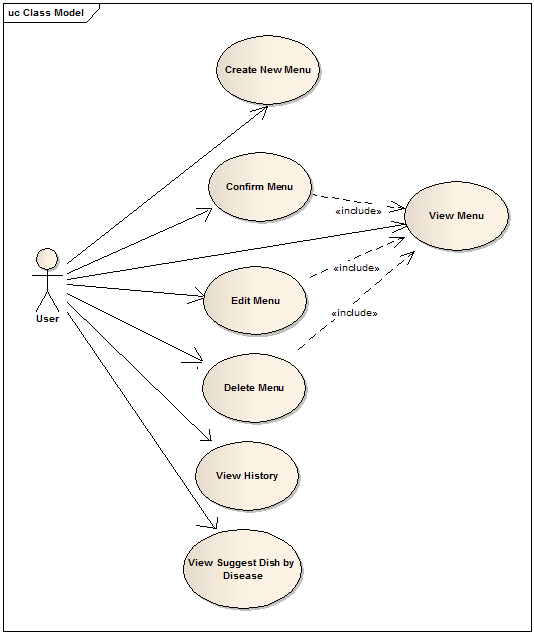 uc Class Model
Create New Menu
Confirm Menu
«include»
View Menu
«include»
Edit Menu
User
«include»
Delete Menu
View History
View Suggest Dish by
Disease